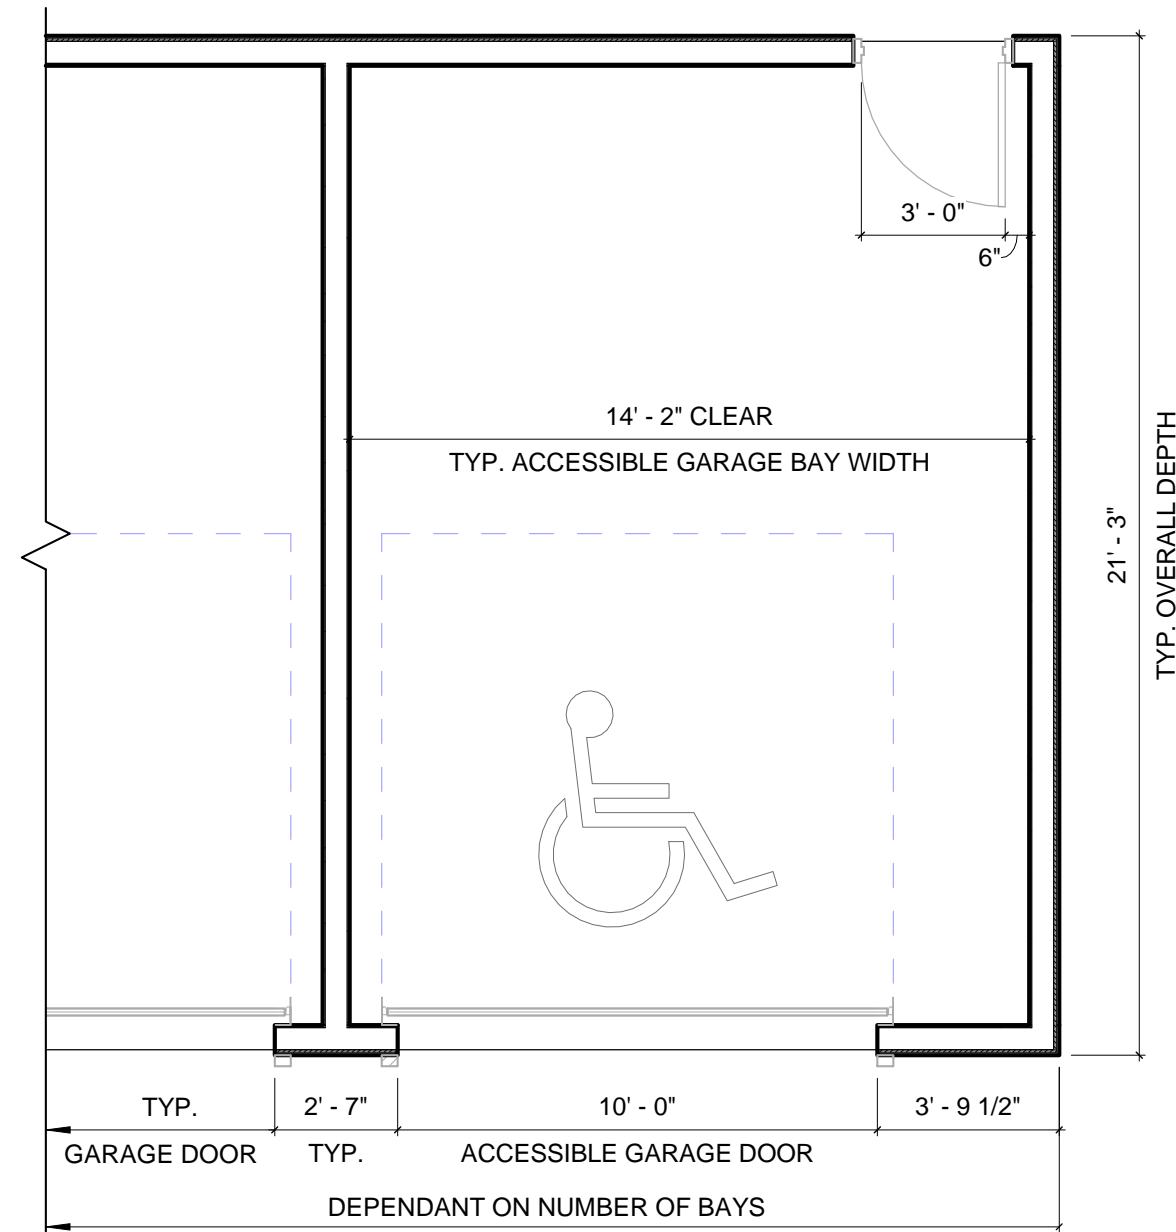 3' - 0"
6"
14' - 2" CLEAR
TYP. ACCESSIBLE GARAGE BAY WIDTH
21' - 3"
TYP. OVERALL DEPTH
TYP.
GARAGE DOOR
2' - 7"
TYP.
10' - 0"
ACCESSIBLE GARAGE DOOR
3' - 9 1/2"
DEPENDANT ON NUMBER OF BAYS